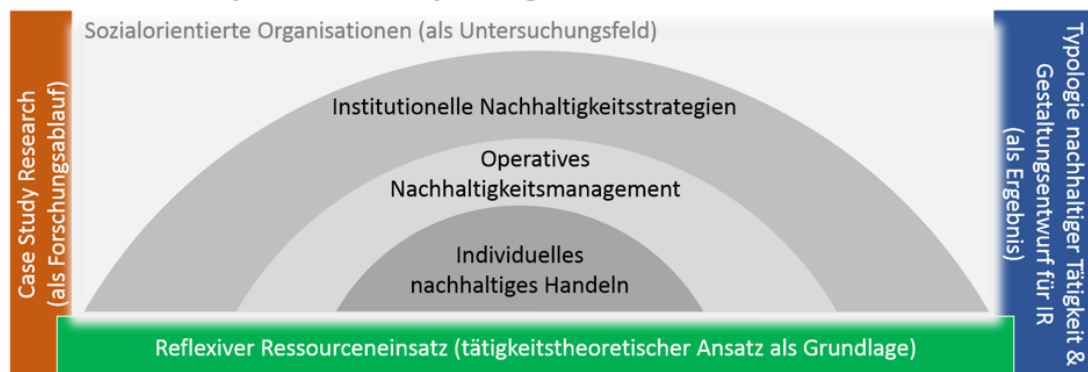 Sozialorientierte Organisationen (als Untersuchungsfeld)
Case Study Research
(als Forschungsablauf)
Institutionelle Nachhaltigkeitsstrategien
Operatives
Nachhaltigkeitsmanagement
Individuelles
nachhaltiges Handeln
Typologie nachhaltiger Tätigkeit &
Gestaltungsentwurf für IR
(als Ergebnis)
Reflexiver Ressourceneinsatz (tätigkeitstheoretischer Ansatz als Grundlage)